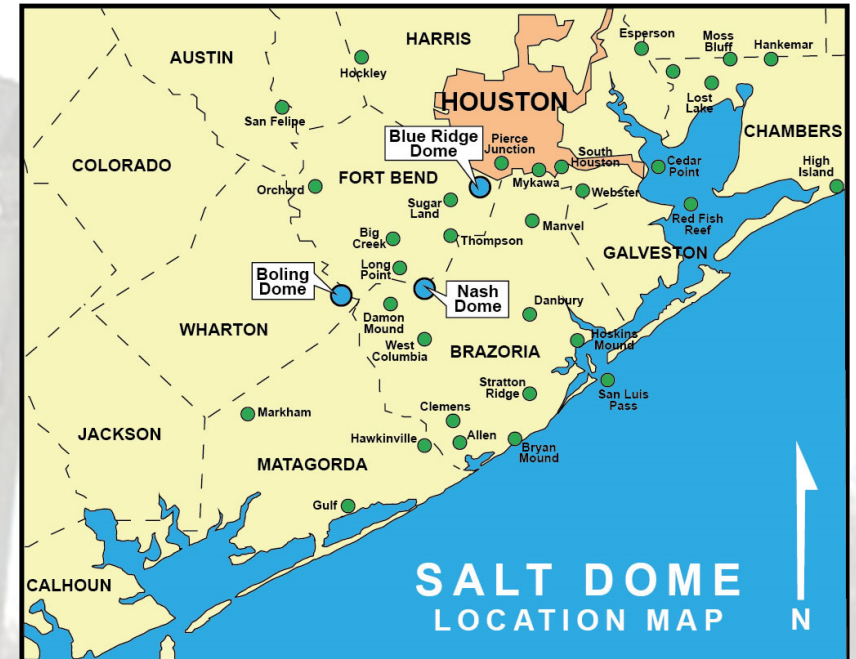 HARRIS
AUSTIN
Hockley
San Felipe
Esperson
Moss
Bluff
Hankemar
Lost
Lake
HOUSTON
Blue Ridge
Dome
Pierce
Junction
South
Houston
Mykawa
CHAMBERS
Cedar
Point
High
Island
COLORADO
Orchard
FORT BEND
Sugar
Land
Webster
Red Fish
Reef
Manvel
Big
Creek
Thompson
GALVESTON
Long
Point
Boling
Dome
Nash
Dome
Damon
Mound
Danbury
WHARTON
West
Columbia
BRAZORIA
Hoskins
Mound
Stratton
Ridge
San Luis
Pass
Markham
Clemens
JACKSON
Hawkinville
Allen
Bryan
Mound
MATAGORDA
Gulf
CALHOUN
SALT DOME
LOCATION MAP
N